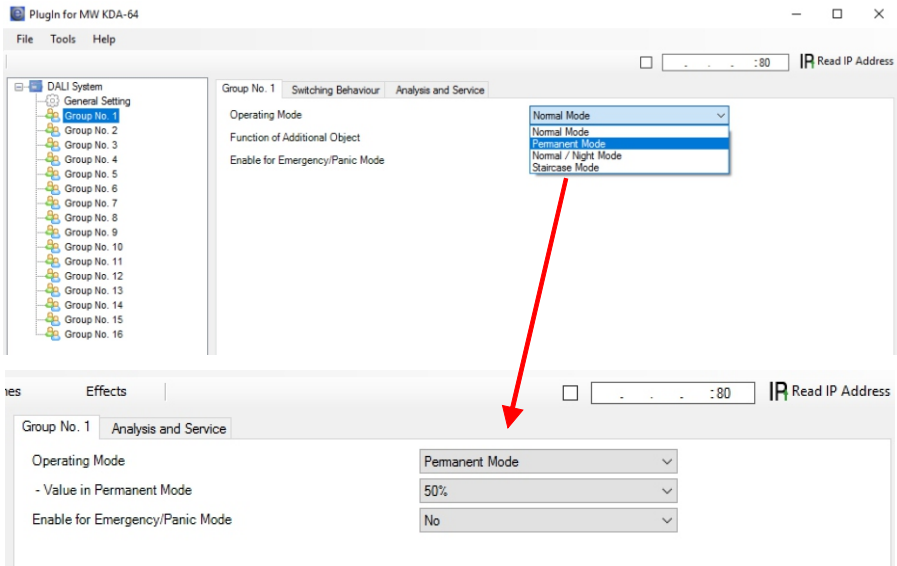 PlugIn for MW KDA-64
File Tools Help
. . . :80 Read IP Address
DALI System
General Setting
Group No. 1
Group No. 2
Group No. 3
Group No. 4
Group No. 5
Group No. 6
Group No. 7
Group No. 8
Group No. 9
Group No. 10
Group No. 11
Group No. 12
Group No. 13
Group No. 14
Group No. 15
Group No. 16
Group No. 1 Switching Behaviour Analysis and Service
Operating Mode Normal Mode
Normal Mode
Function of Additional Object
Permanent Mode
Normal / Night Mode
Enable for Emergency/Panic Mode
Staircase Mode
nes Effects . . . :80 IP Read IP Address
Group No. 1 Analysis and Service
Operating Mode Permanent Mode
- Value in Permanent Mode 50%
Enable for Emergency/Panic Mode No